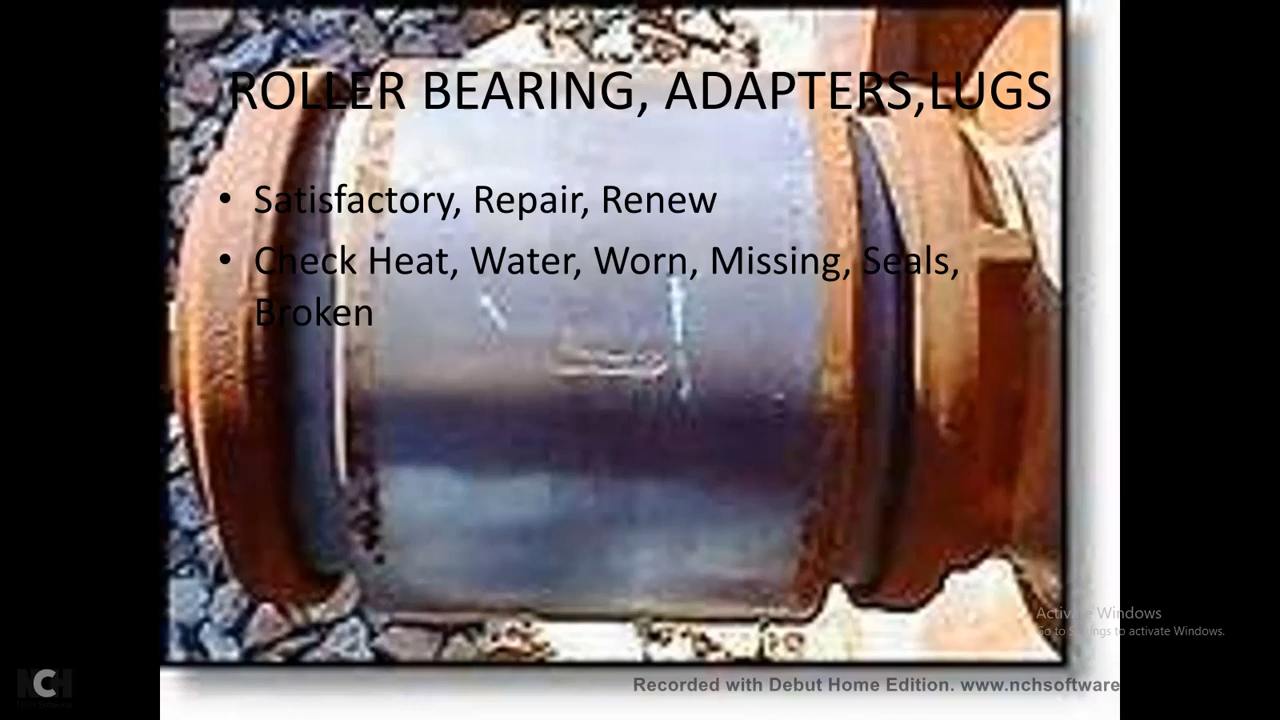 ROLLER BEARING, ADAPTERS,LUGS
• Satisfactory, Repair, Renew
• Check Heat, Water, Worn, Missing, Seals,
Broken
Activate Windows
Go to Settings to activate Windows.
Recorded with Debut Home Edition. www.nchsoftware
NCH